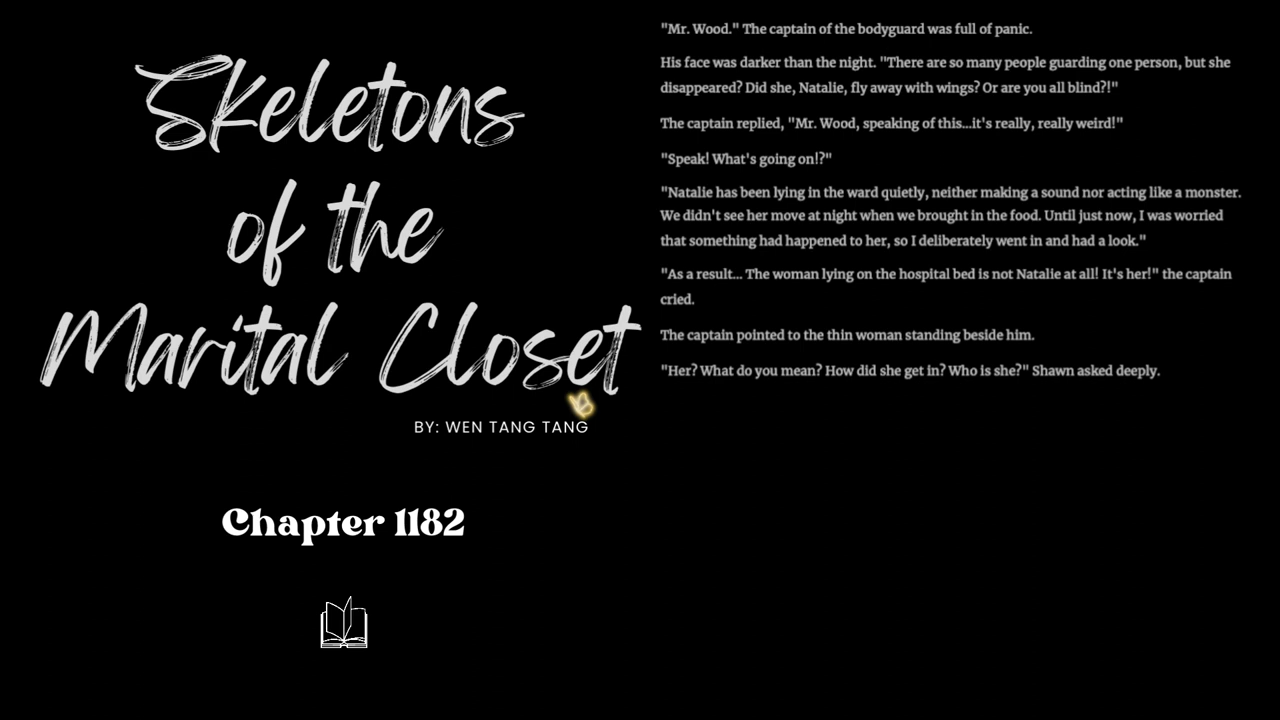 Skeletons
of the
Marital Closet
BY: WEN TANG TANG
Chapter 1182
"Mr. Wood." The captain of the bodyguard was full of panic.
His face was darker than the night. "There are so many people guarding one person, but she
disappeared? Did she, Natalie, fly away with wings? Or are you all blind?!"
The captain replied, "Mr. Wood, speaking of this...it's really, really weird!"
"Speak! What's going on!?"
"Natalie has been lying in the ward quietly, neither making a sound nor acting like a monster.
We didn't see her move at night when we brought in the food. Until just now, I was worried
that something had happened to her, so I deliberately went in and had a look."
"As a result... The woman lying on the hospital bed is not Natalie at all! It's her!" the captain
cried.
The captain pointed to the thin woman standing beside him.
"Her? What do you mean? How did she get in? Who is she?" Shawn asked deeply.